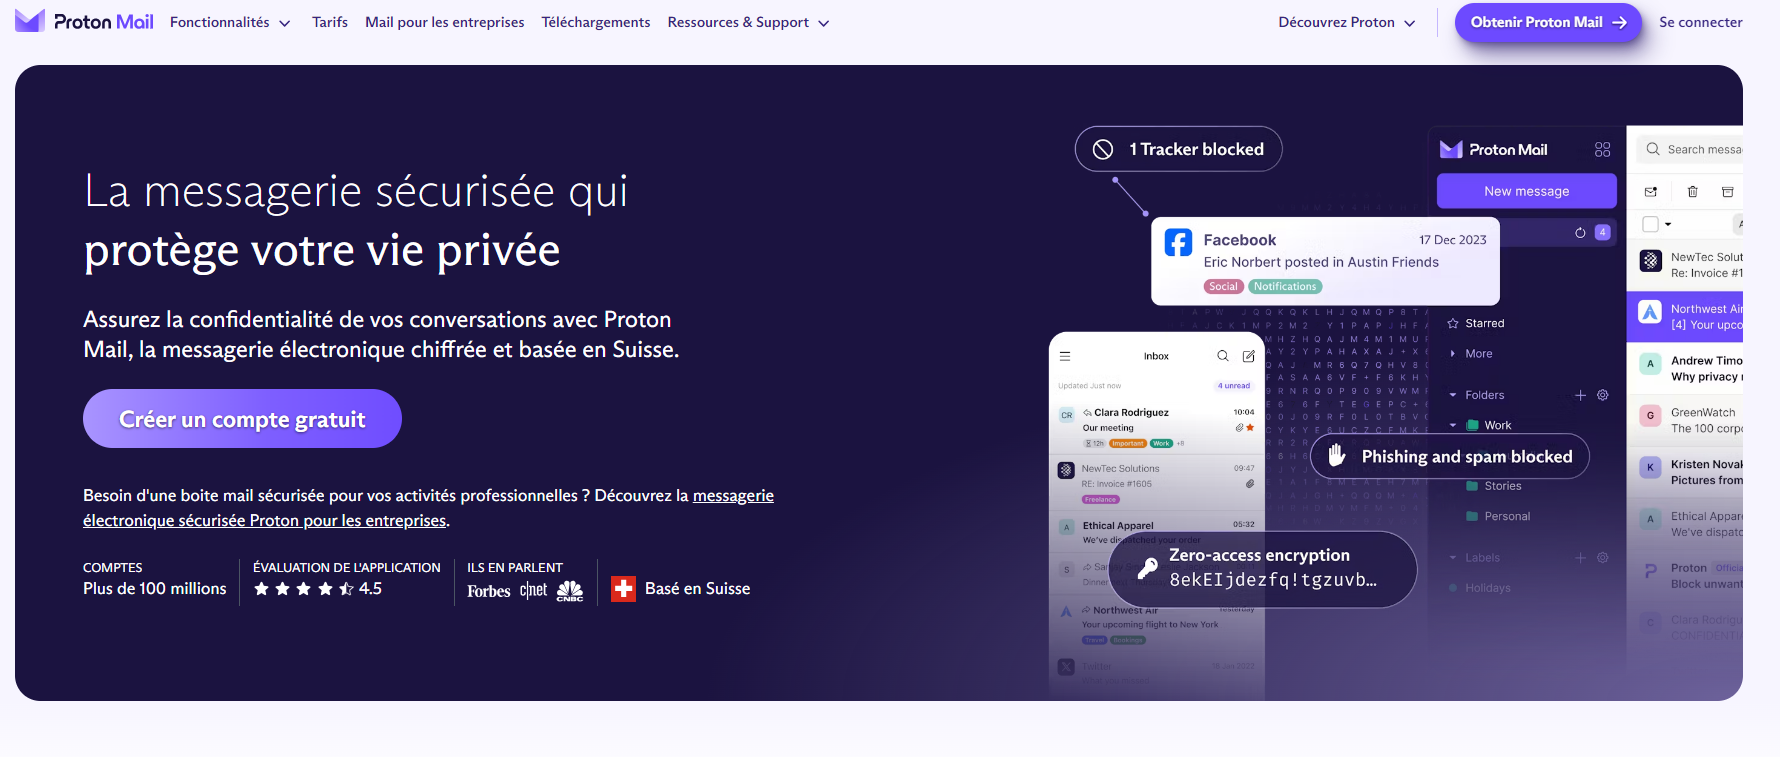 Proton Mail
Fonctionnalités
Tarifs
Mail pour les entreprises
Téléchargements
Ressources & Support
Découvrez Proton
Obtenir Proton Mail
Se connecter
La messagerie sécurisée qui
protège votre vie privée
Assurez la confidentialité de vos conversations avec Proton
Mail, la messagerie électronique chiffrée et basée en Suisse.
Créer un compte gratuit
Besoin d'une boite mail sécurisée pour vos activités professionnelles ? Découvrez la messagerie
électronique sécurisée Proton pour les entreprises.
COMPTES
Plus de 100 millions
ÉVALUATION DE L'APPLICATION
4.5
ILS EN PARLENT
Forbes c|net CNBC
Basé en Suisse
1 Tracker blocked
Facebook 17 Dec 2023
Eric Norbert posted in Austin Friends
Social Notifications
Inbox
Updated Just now 4 unread
CR Clara Rodriguez 10:04
Our meeting
12h Important Work +8
NewTec Solutions 09:47
RE: Invoice #1605
Freelance
A Ethical Apparel 05:32
We've dispatched your order
S
Zero-access encryption
8ekEIjdezfq!tgzuvb…
Northwest Air Yesterday
Your upcoming flight to New York
Travel Bookings
Twitter
Proton Mail
New message
4
Starred
More
Folders
Work
Phishing and spam blocked
Stories
Personal
Labels
Holidays
Search messa
NewTec Solut
Re: Invoice #1
Northwest Air
[4] Your upco
A Andrew Timo
Why privacy
G GreenWatch
The 100 corpo
K Kristen Novak
Pictures from
A Ethical Appare
We've dispatc
Proton Offici
Block unwant
C Clara Rodrigu
CONFIDENTIA